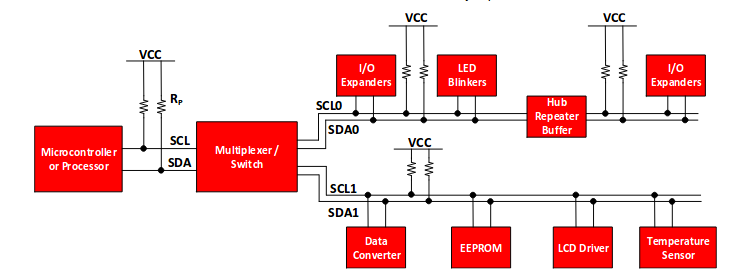 VCC
VCC
VCC
I/O
Expanders
LED
Blinkers
I/O
Expanders
RP
SCL0
SDA0
Hub
Repeater
Buffer
SCL
SDA
Microcontroller
or Processor
Multiplexer /
Switch
VCC
SCL1
SDA1
Data
Converter
EEPROM
LCD Driver
Temperature
Sensor